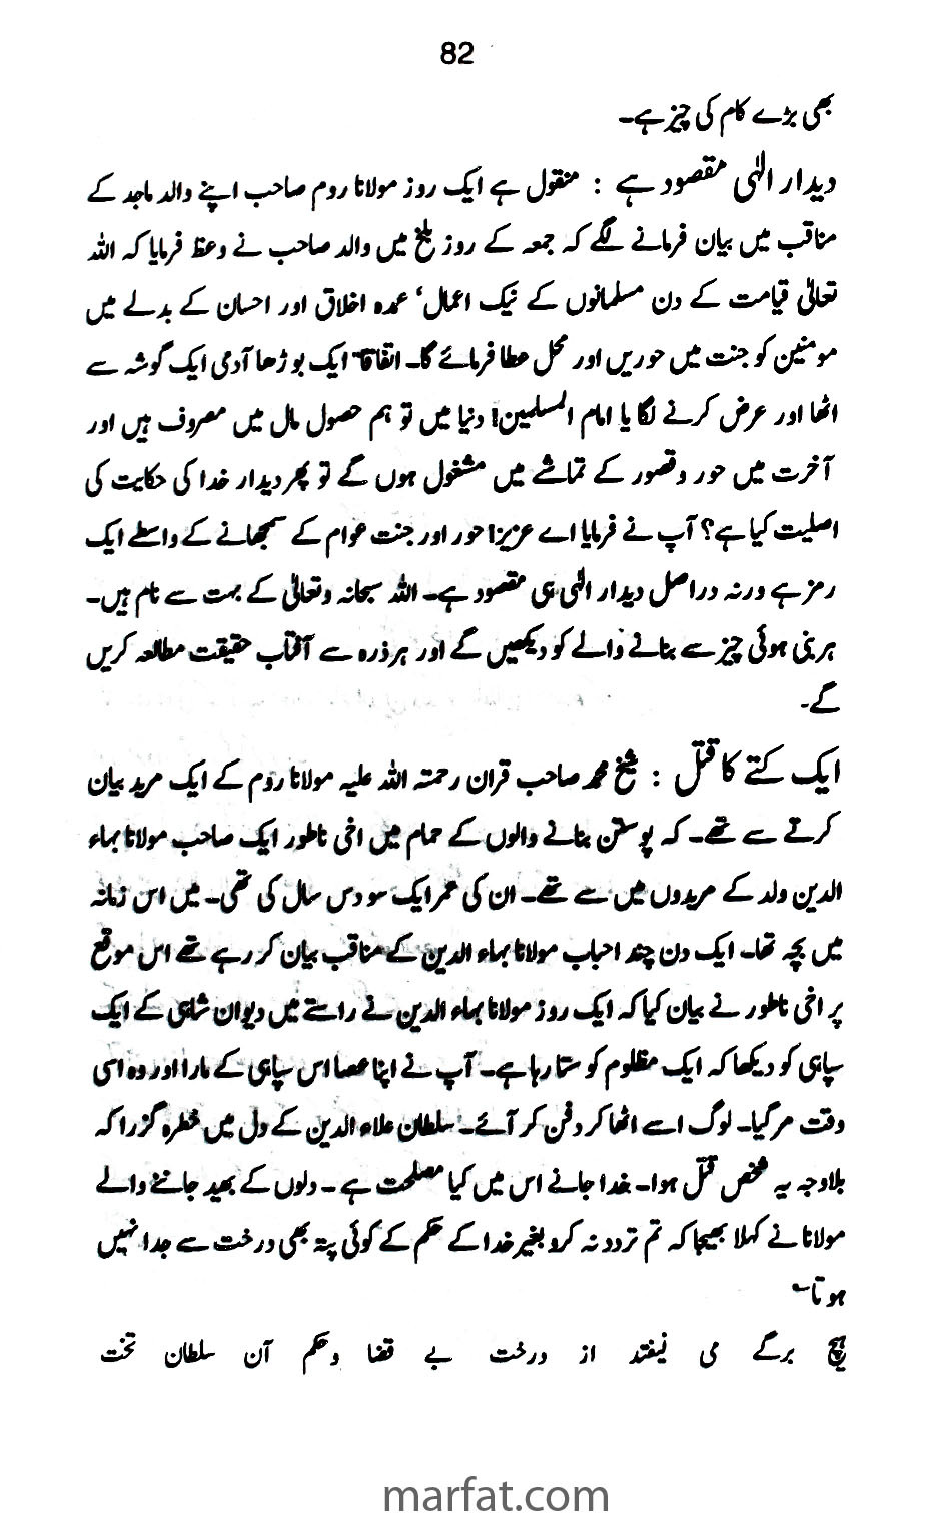 82
بھی بڑے کام کی چیز ہے۔
دیدار الٰہی مقصود ہے : منقول ہے ایک روز مولانا روم صاحب اپنے والد ماجد کے
مناقب میں بیان فرمانے لگے کہ جمعہ کے روز بلخ میں والد صاحب نے وعظ فرمایا کہ اللہ
تعالٰی قیامت کے دن مسلمانوں کے نیک اعمال، عمدہ اخلاق اور احسان کے بدلے میں
مومنین کو جنت میں حوریں اور محل عطا فرمائے گا۔ اتفاقاً ایک بوڑھا آدمی ایک گوشہ سے
اٹھا اور عرض کرنے لگا یا امام المسلمین! دنیا میں تو ہم حصول مال میں مصروف ہیں اور
آخرت میں حور و قصور کے تماشے میں مشغول ہوں گے تو پھر دیدار خدا کی حکایت کی
اصلیت کیا ہے؟ آپ نے فرمایا اے عزیز! حور اور جنت عوام کے سمجھانے کے واسطے ایک
رمز ہے ورنہ دراصل دیدار الٰہی ہی مقصود ہے۔ اللہ سبحانہ وتعالٰی کے بہت سے نام ہیں۔
ہر بنی ہوئی چیز سے بنانے والے کو دیکھیں گے اور ہر ذرہ سے آفتاب حقیقت مطالعہ کریں
گے۔
ایک کتے کا قتل : شیخ محمد صاحب قران رحمتہ اللہ علیہ مولانا روم کے ایک مرید بیان
کرتے سے تھے۔ کہ پوستین بنانے والوں کے حمام میں اخی ناطور ایک صاحب مولانا بہاء
الدین ولد کے مریدوں میں سے تھے۔ ان کی عمر ایک سو دس سال کی تھی۔ میں اس زمانہ
میں بچہ تھا۔ ایک دن چند احباب مولانا بہاء الدین کے مناقب بیان کر رہے تھے اس موقع
پر اخی ناطور نے بیان کیا کہ ایک روز مولانا بہاء الدین نے راستے میں دیوان شاہی کے ایک
سپاہی کو دیکھا کہ ایک مظلوم کو ستا رہا ہے۔ آپ نے اپنا عصا اس سپاہی کے مارا اور وہ اسی
وقت مر گیا۔ لوگ اسے اٹھا کر دفن کر آئے۔ سلطان علاء الدین کے دل میں خطرہ گزرا کہ
بلاوجہ یہ شخص قتل ہوا۔ خدا جانے اس میں کیا مصلحت ہے۔ دلوں کے بھید جاننے والے
مولانا نے کہلا بھیجا کہ تم تردد نہ کرو بغیر خدا کے حکم کے کوئی پتہ بھی درخت سے جدا نہیں
ہوتا؎
ہیچ برگے می نیفتد از درخت بے قضا و حکم آن سلطان تخت
marfat.com